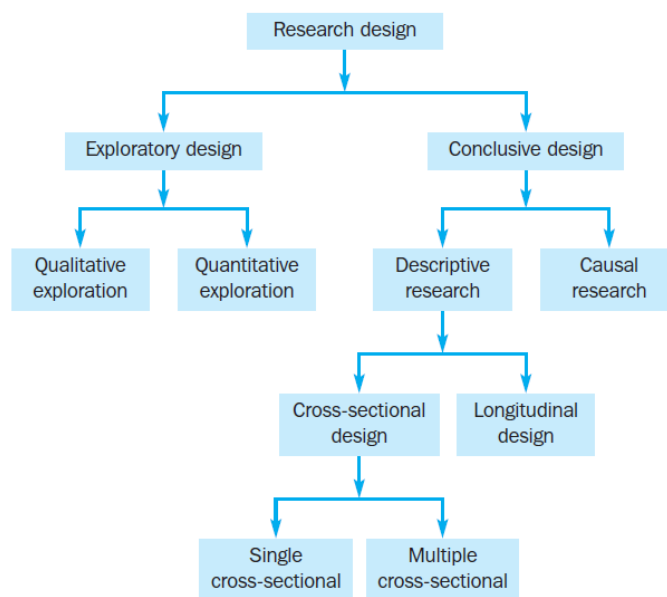 Research design
Exploratory design
Conclusive design
Qualitative
exploration
Quantitative
exploration
Descriptive
research
Causal
research
Cross-sectional
design
Longitudinal
design
Single
cross-sectional
Multiple
cross-sectional